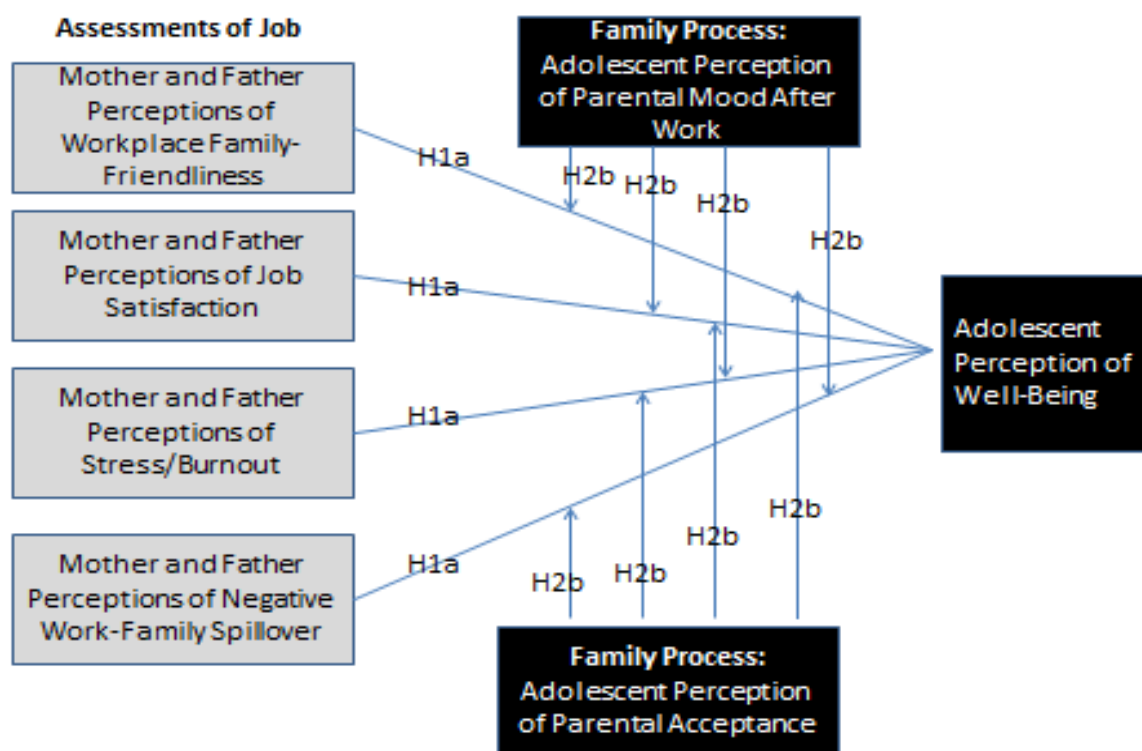 Assessments of Job
Mother and Father
Perceptions of
Workplace Family-
Friendliness
Mother and Father
Perceptions of Job
Satisfaction
Mother and Father
Perceptions of
Stress/Burnout
Mother and Father
Perceptions of Negative
Work-Family Spillover
H1a
H1a
H1a
H1a
Family Process:
Adolescent Perception
of Parental Mood After
Work
H2b
H2b
H2b
H2b
H2b
H2b
H2b
H2b
Family Process:
Adolescent Perception
of Parental Acceptance
Adolescent
Perception of
Well-Being